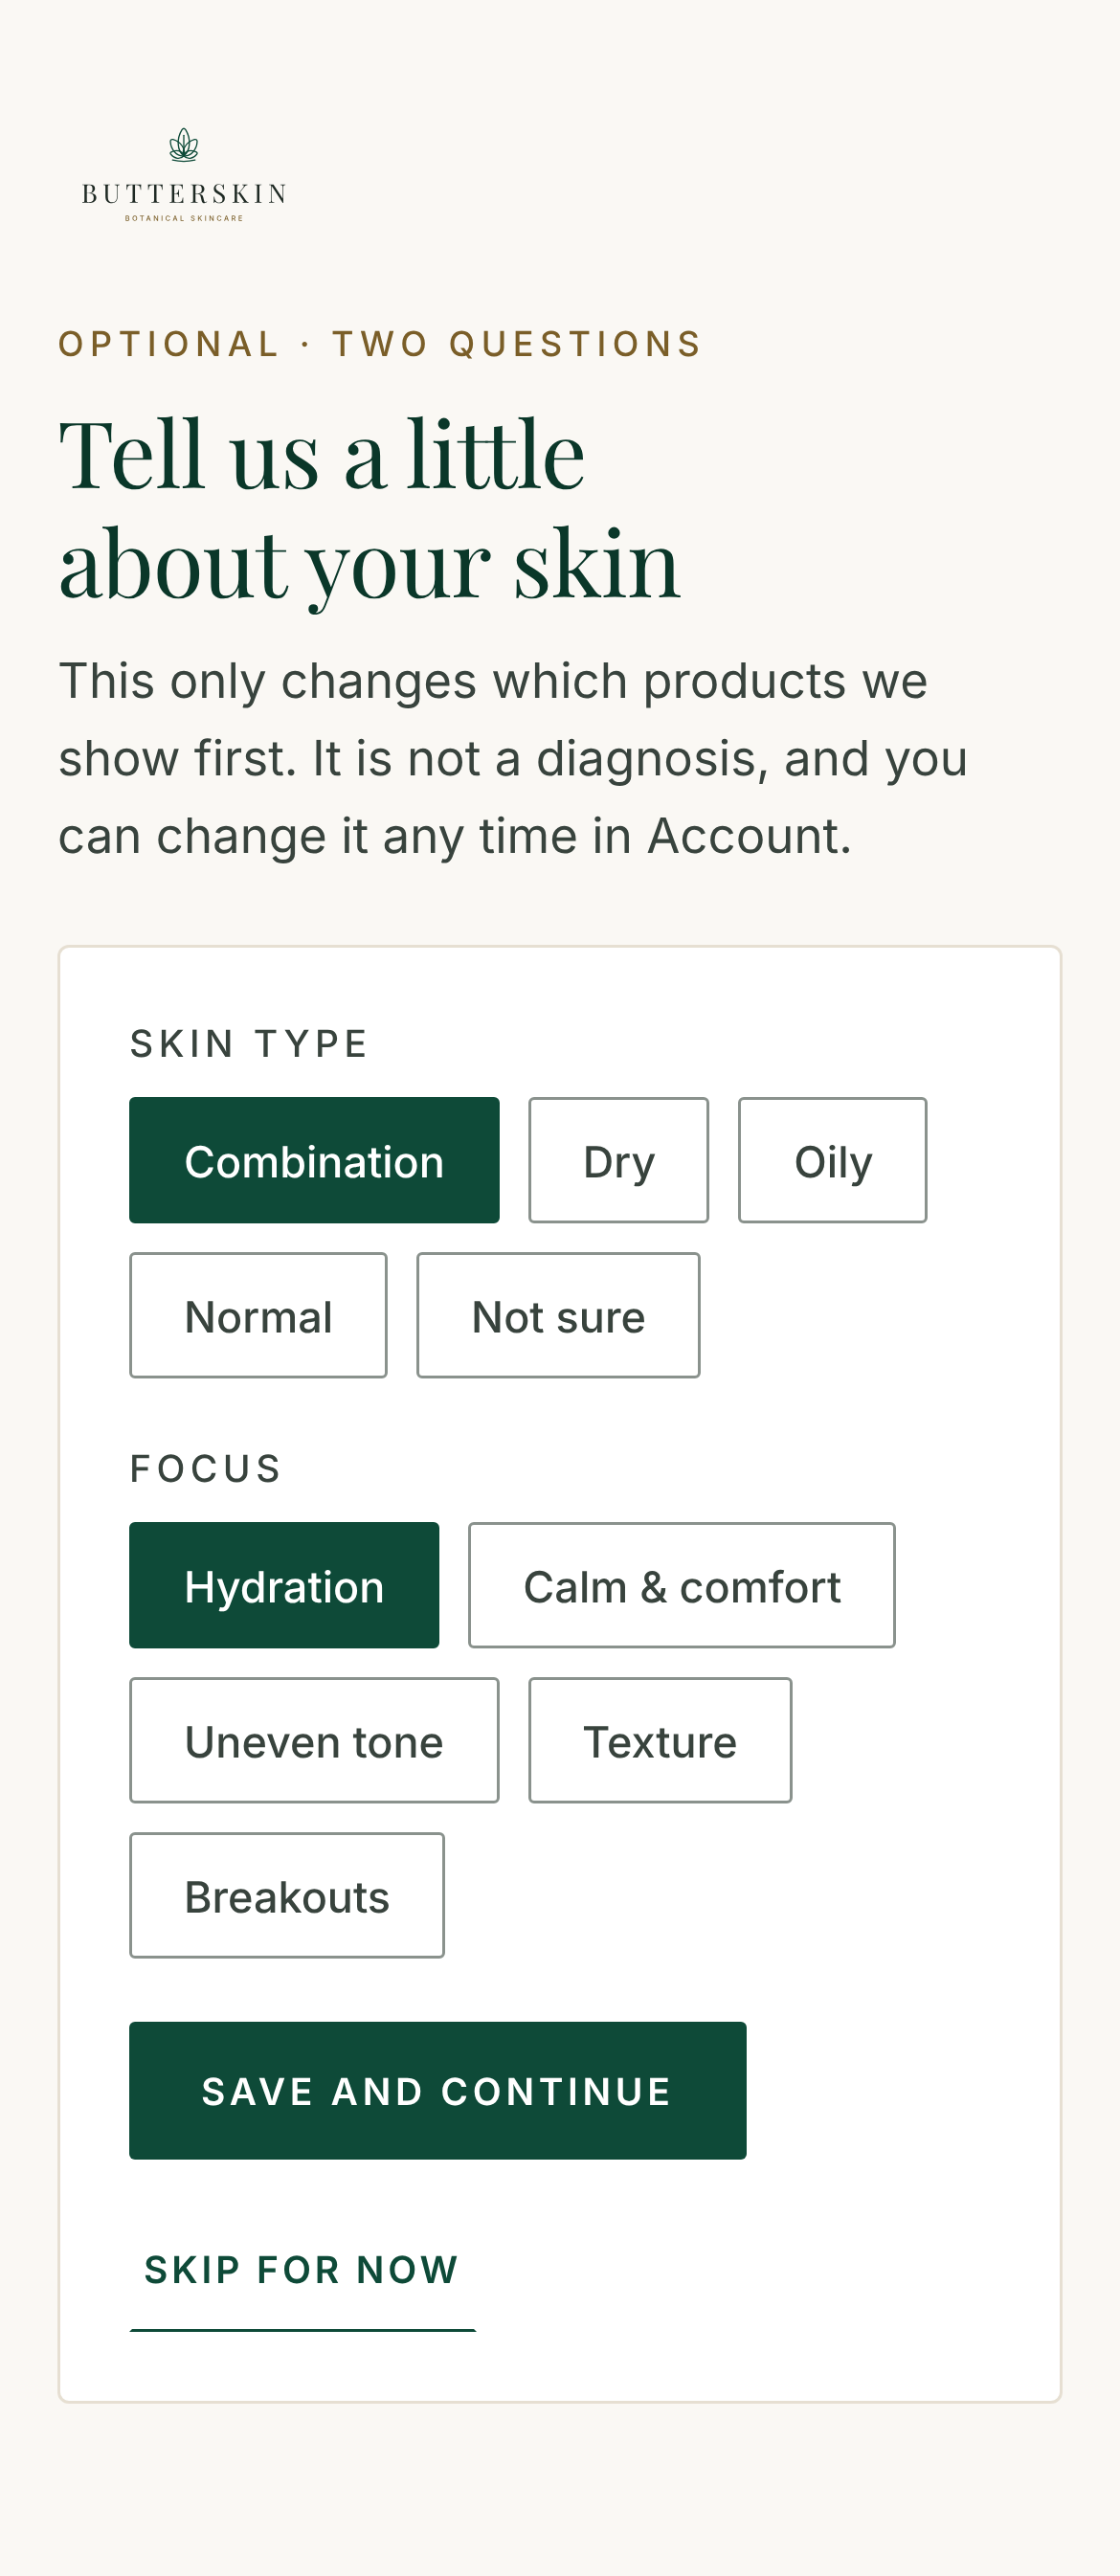 BUTTERSKIN
BOTANICAL SKINCARE
OPTIONAL · TWO QUESTIONS
Tell us a little
about your skin
This only changes which products we
show first. It is not a diagnosis, and you
can change it any time in Account.
SKIN TYPE
Combination Dry Oily
Normal Not sure
FOCUS
Hydration Calm & comfort
Uneven tone Texture
Breakouts
SAVE AND CONTINUE
SKIP FOR NOW